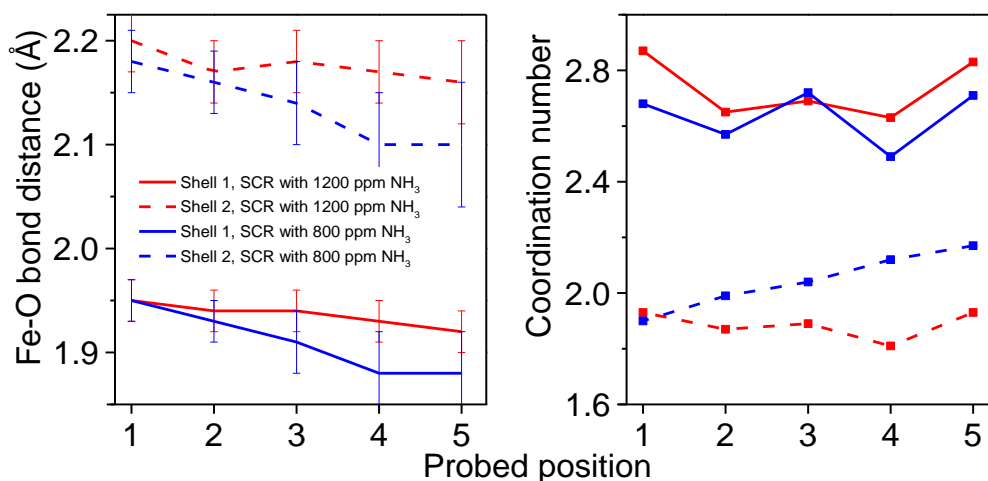 Fe-O bond distance (Å)
2.2
2.1
2.0
1.9
Shell 1, SCR with 1200 ppm NH₃
Shell 2, SCR with 1200 ppm NH₃
Shell 1, SCR with 800 ppm NH₃
Shell 2, SCR with 800 ppm NH₃
1 2 3 4 5
Coordination number
2.8
2.4
2.0
1.6
1 2 3 4 5
Probed position